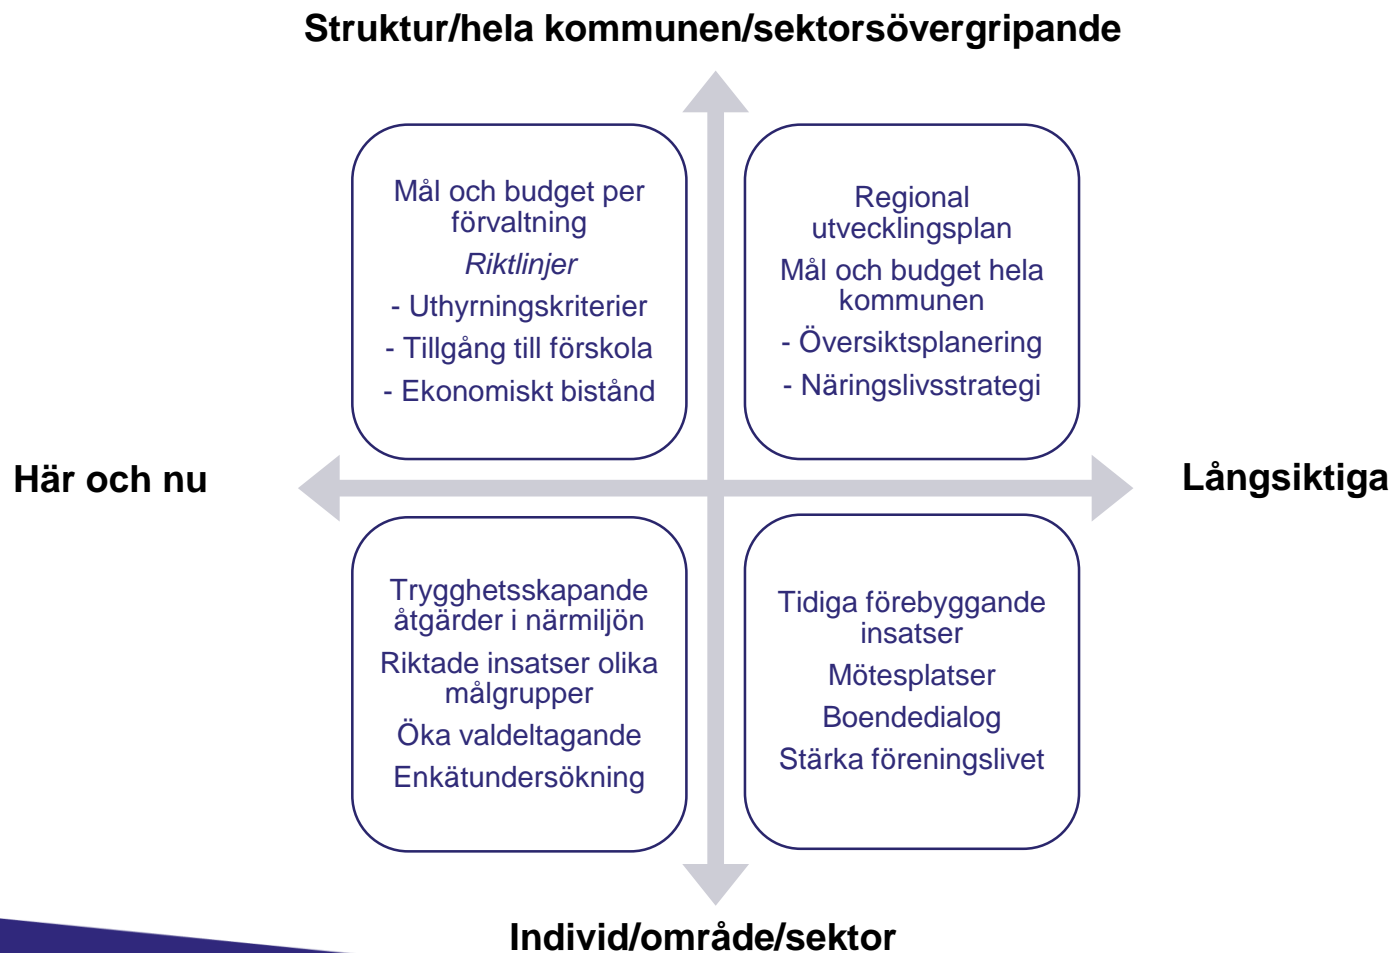 Struktur/hela kommunen/sektorsövergripande
Mål och budget per
förvaltning
Riktlinjer
- Uthyrningskriterier
- Tillgång till förskola
- Ekonomiskt bistånd
Regional
utvecklingsplan
Mål och budget hela
kommunen
- Översiktsplanering
- Näringslivsstrategi
Här och nu
Långsiktiga
Trygghetsskapande
åtgärder i närmiljön
Riktade insatser olika
målgrupper
Öka valdeltagande
Enkätundersökning
Tidiga förebyggande
insatser
Mötesplatser
Boendedialog
Stärka föreningslivet
Individ/område/sektor